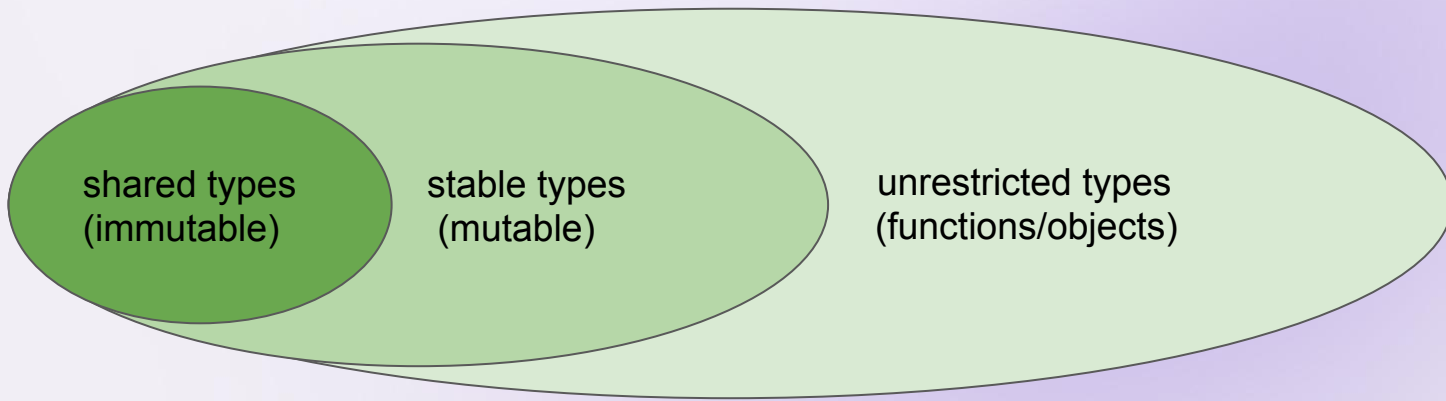 shared types
(immutable)
stable types
(mutable)
unrestricted types
(functions/objects)